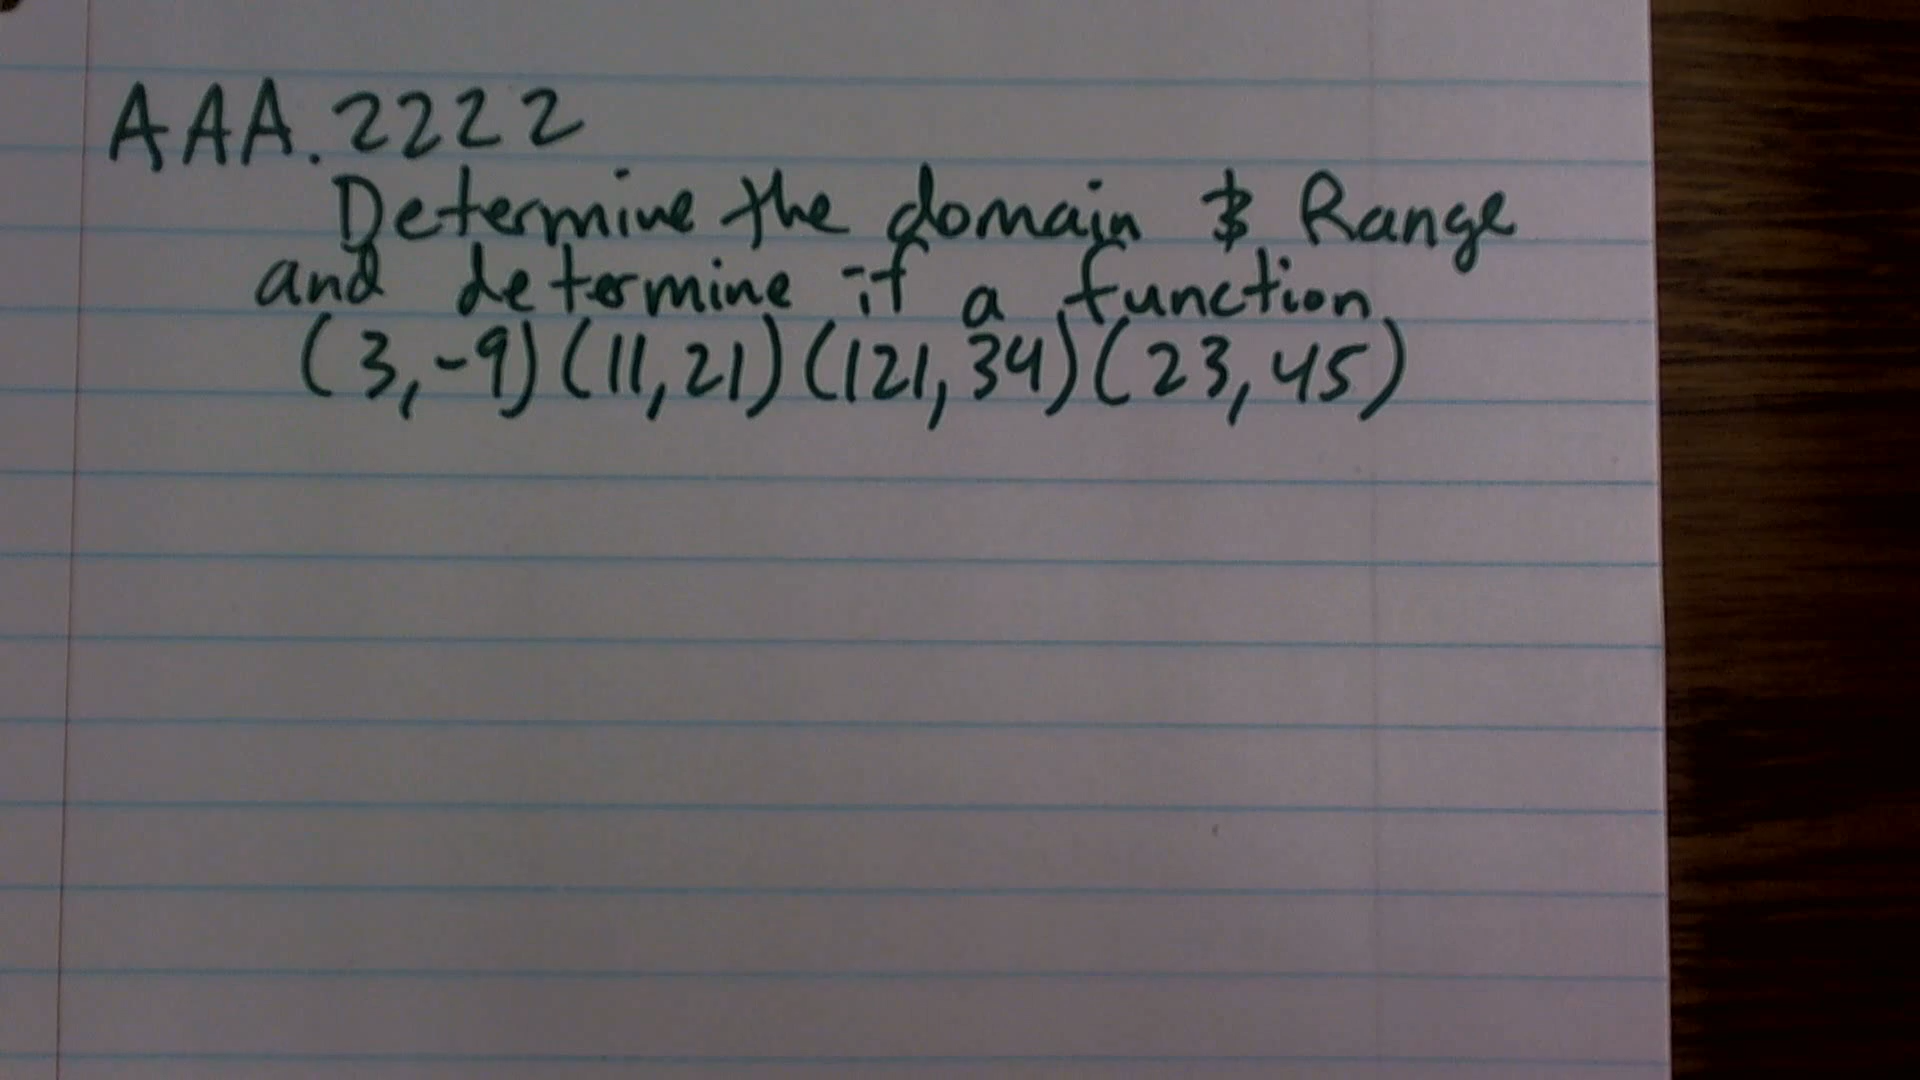 AAA.2222
Determine the domain & Range
and determine if a function
(3,-9)(11,21)(121,34)(23,45)